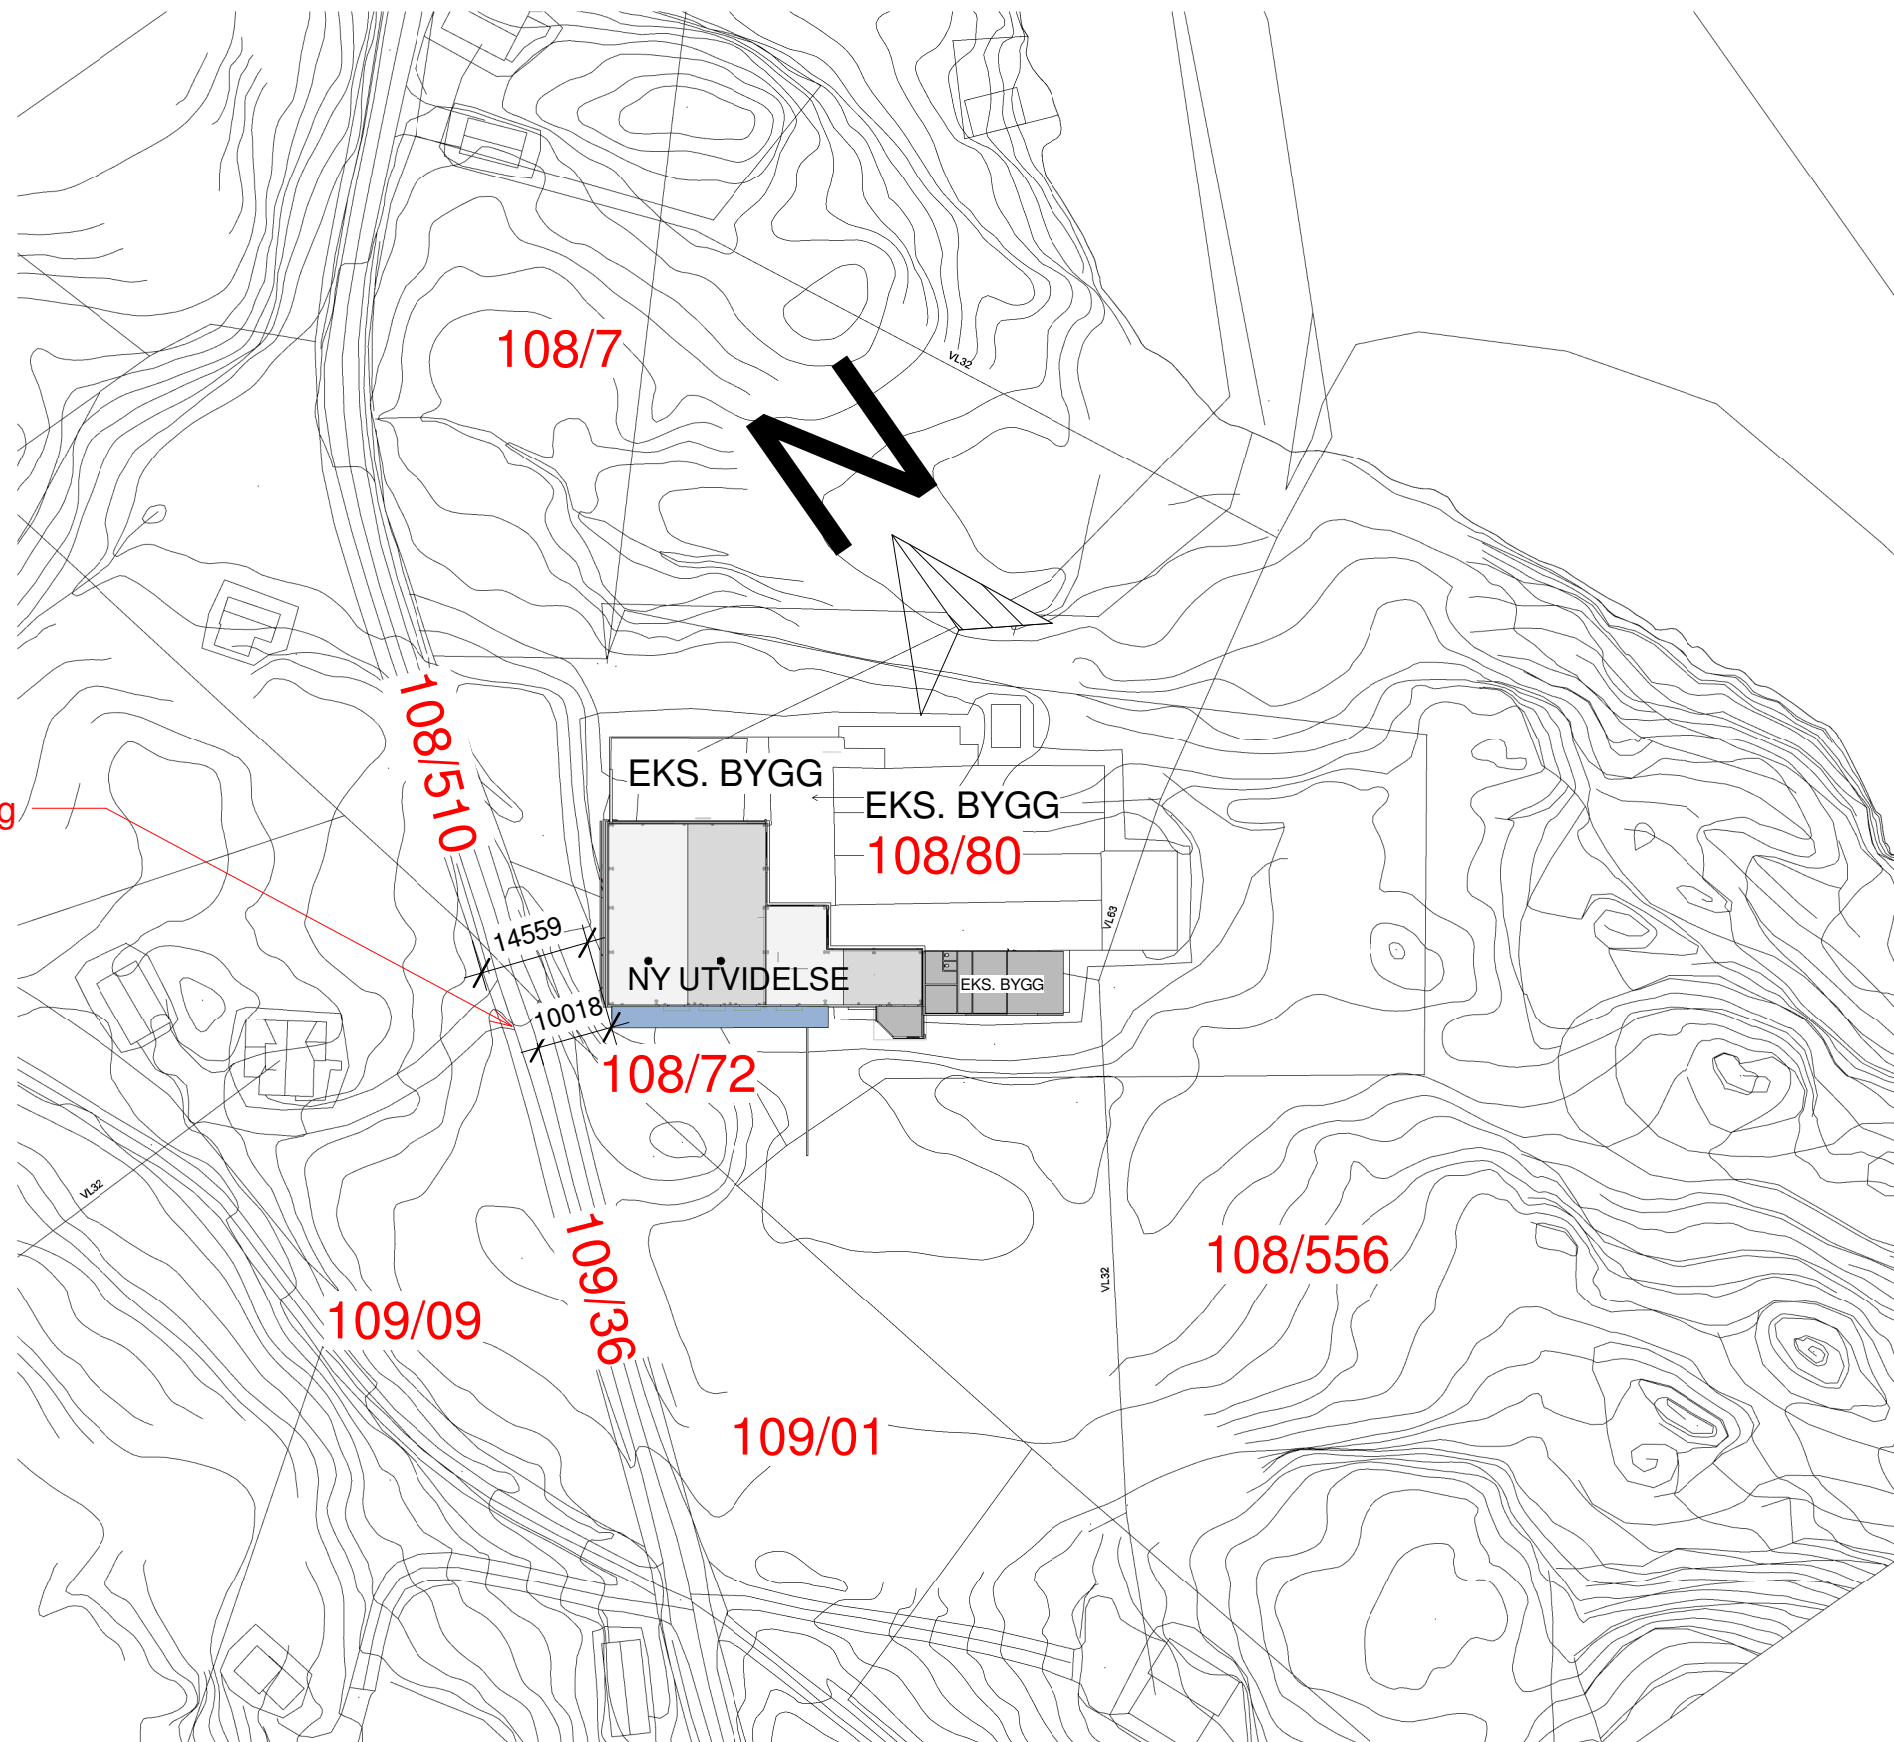 108/7
VL32
N
108/510
EKS. BYGG
EKS. BYGG
g
108/80
VL63
14559
NY UTVIDELSE
EKS. BYGG
10018
108/72
VL32
109/36
108/556
VL32
109/09
109/01